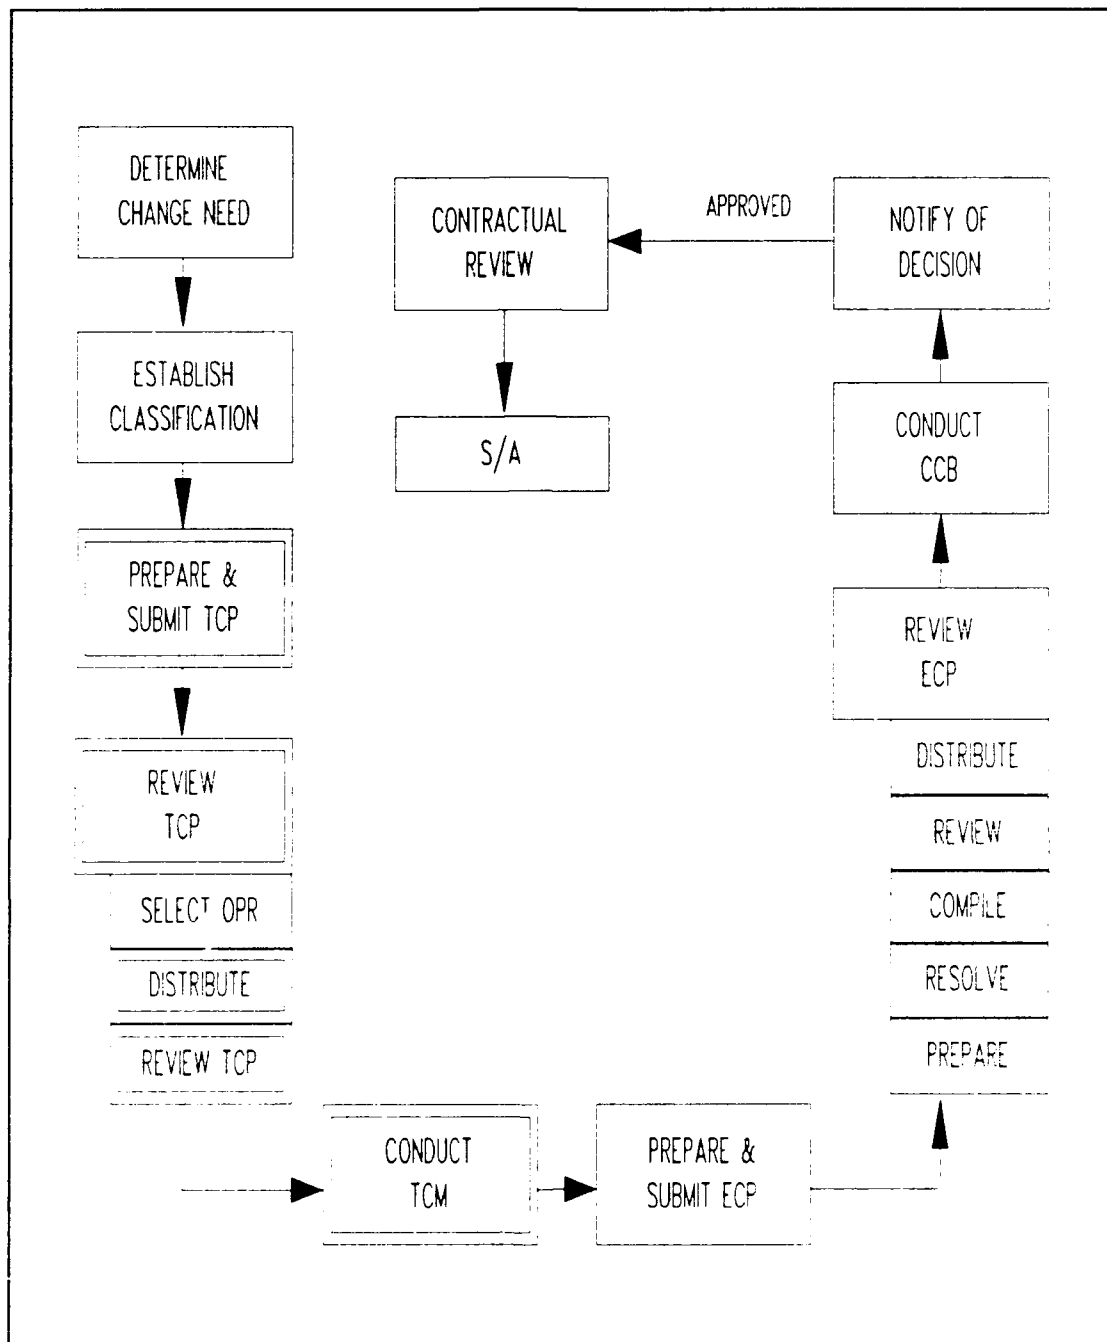 DETERMINE
CHANGE NEED
ESTABLISH
CLASSIFICATION
PREPARE &
SUBMIT TCP
REVIEW
TCP
SELECT OPR
DISTRIBUTE
REVIEW TCP
CONDUCT
TCM
PREPARE &
SUBMIT ECP
REVIEW
ECP
DISTRIBUTE
REVIEW
COMPILE
RESOLVE
PREPARE
CONDUCT
CCB
NOTIFY OF
DECISION
APPROVED
CONTRACTUAL
REVIEW
S/A